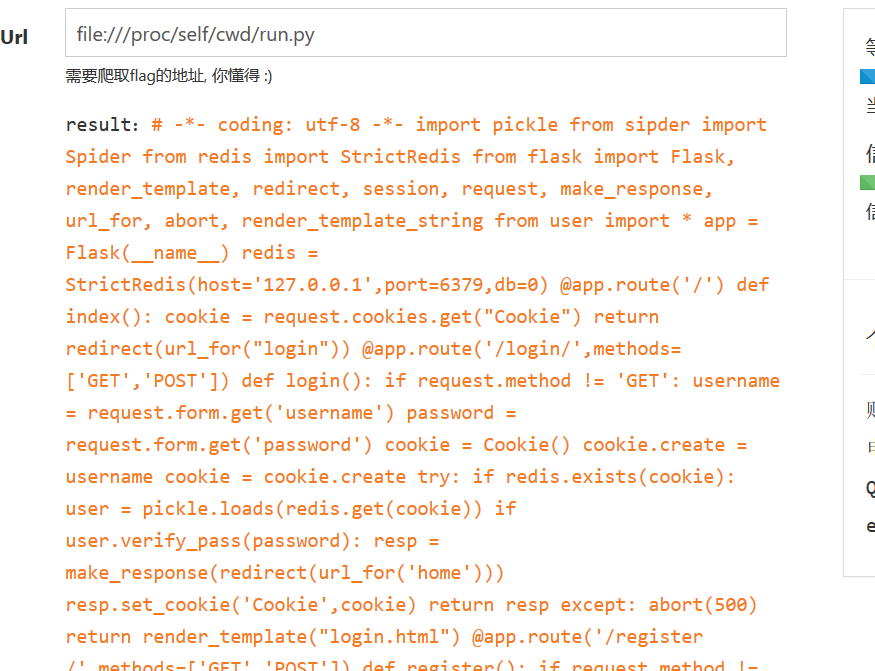 Url
file:///proc/self/cwd/run.py
需要爬取flag的地址, 你懂得 :)
result: # -*- coding: utf-8 -*- import pickle from sipder import
Spider from redis import StrictRedis from flask import Flask,
render_template, redirect, session, request, make_response,
url_for, abort, render_template_string from user import * app =
Flask(__name__) redis =
StrictRedis(host='127.0.0.1',port=6379,db=0) @app.route('/') def
index(): cookie = request.cookies.get("Cookie") return
redirect(url_for("login")) @app.route('/login/',methods=
['GET','POST']) def login(): if request.method != 'GET': username
= request.form.get('username') password =
request.form.get('password') cookie = Cookie() cookie.create =
username cookie = cookie.create try: if redis.exists(cookie):
user = pickle.loads(redis.get(cookie)) if
user.verify_pass(password): resp =
make_response(redirect(url_for('home')))
resp.set_cookie('Cookie',cookie) return resp except: abort(500)
return render_template("login.html") @app.route('/register
/',methods=['GET','POST']) def register(): if request.method !=